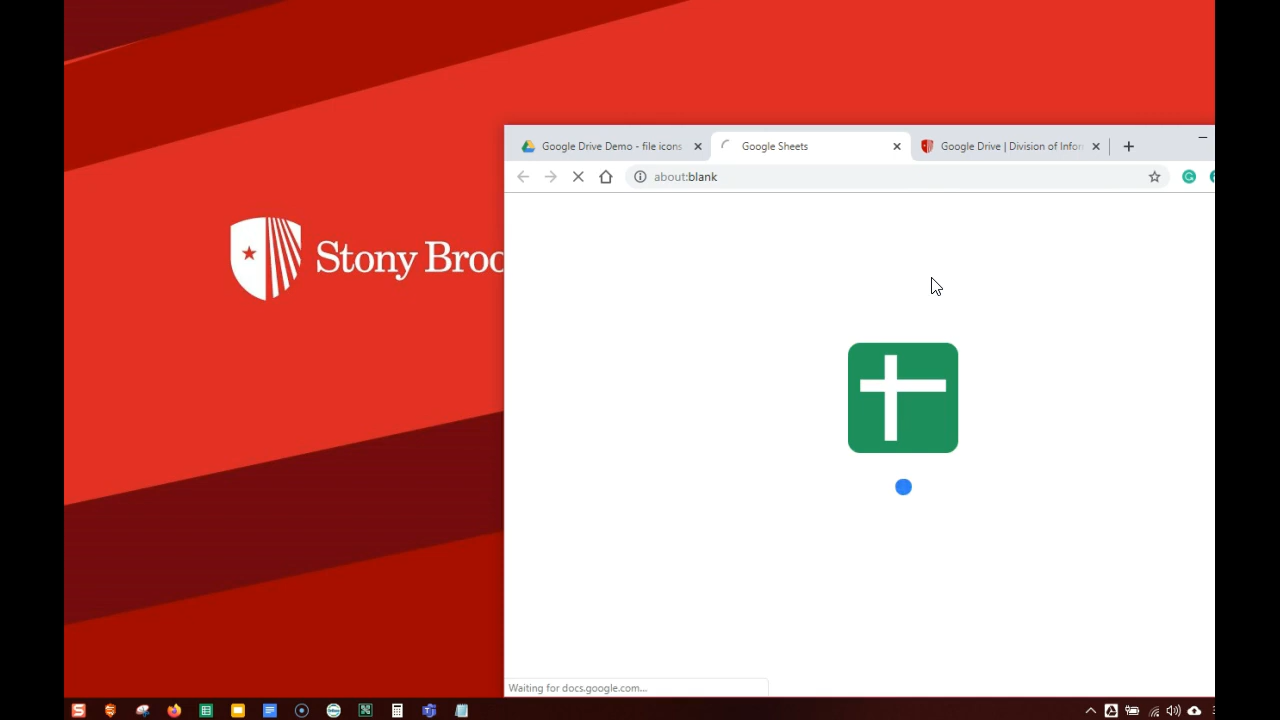 Stony Broo
Google Drive Demo - file icons
Google Sheets
Google Drive | Division of Infor
about:blank
Waiting for docs.google.com...